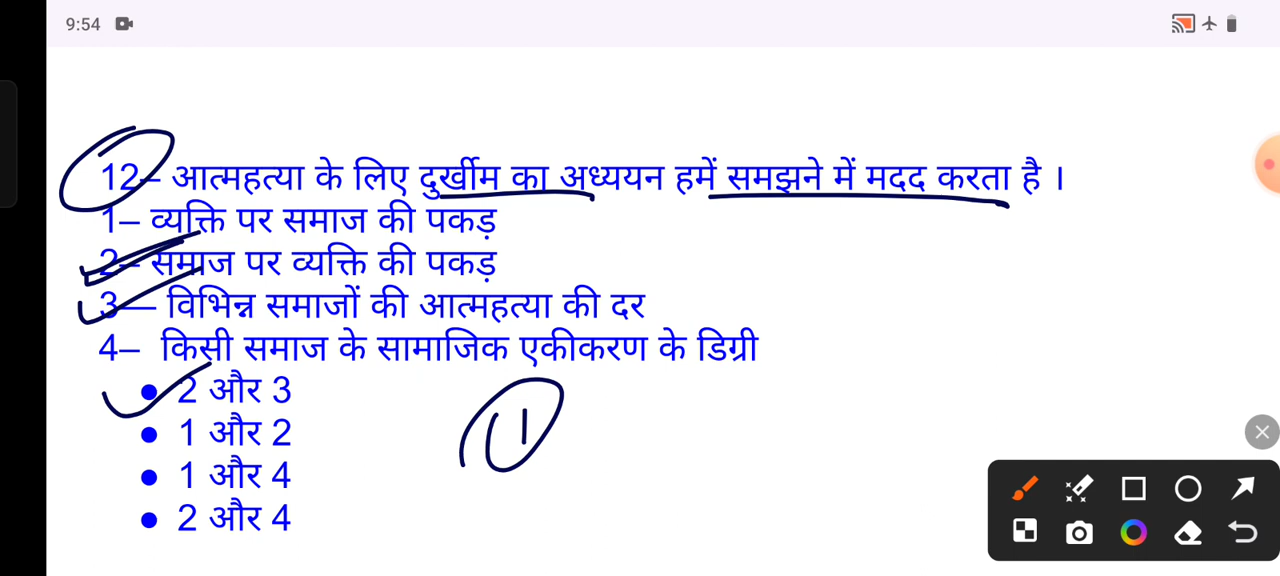 9:54
12– आत्महत्या के लिए दुर्खीम का अध्ययन हमें समझने में मदद करता है ।
1– व्यक्ति पर समाज की पकड़
2– समाज पर व्यक्ति की पकड़
3— विभिन्न समाजों की आत्महत्या की दर
4– किसी समाज के सामाजिक एकीकरण के डिग्री
● 2 और 3
● 1 और 2
● 1 और 4
● 2 और 4
1